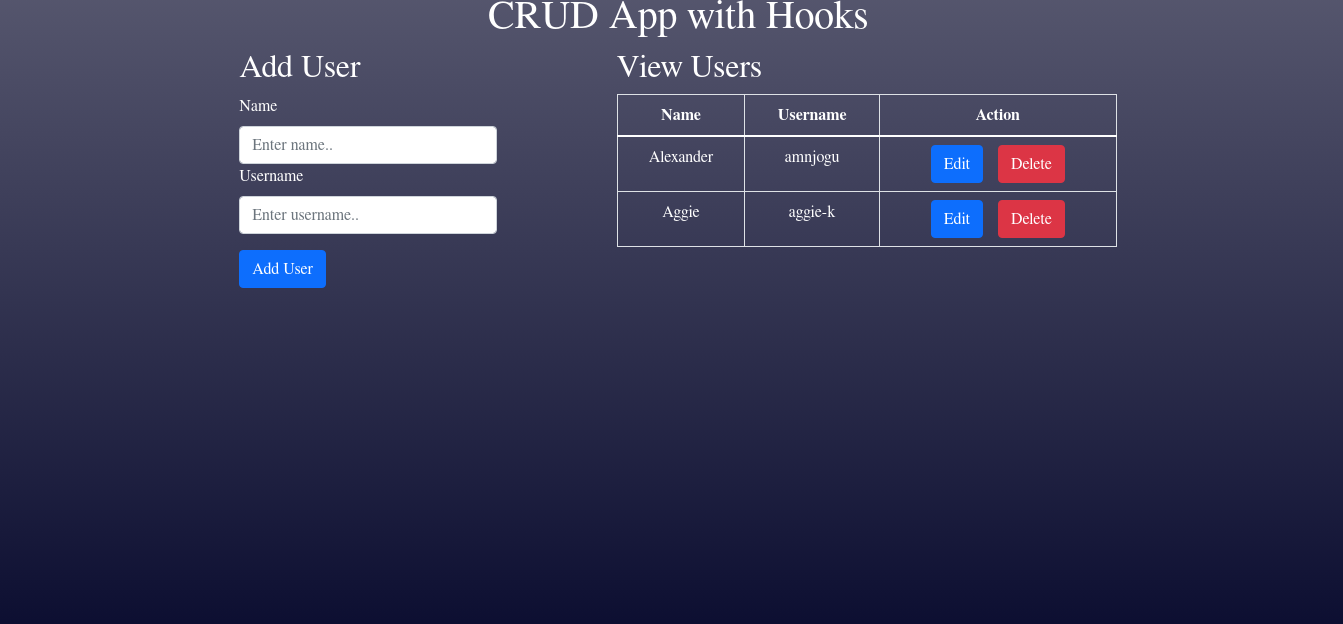 CRUD App with Hooks
Add User
Name
Enter name..
Username
Enter username..
Add User
View Users
Name Username Action
Alexander amnjogu Edit Delete
Aggie aggie-k Edit Delete